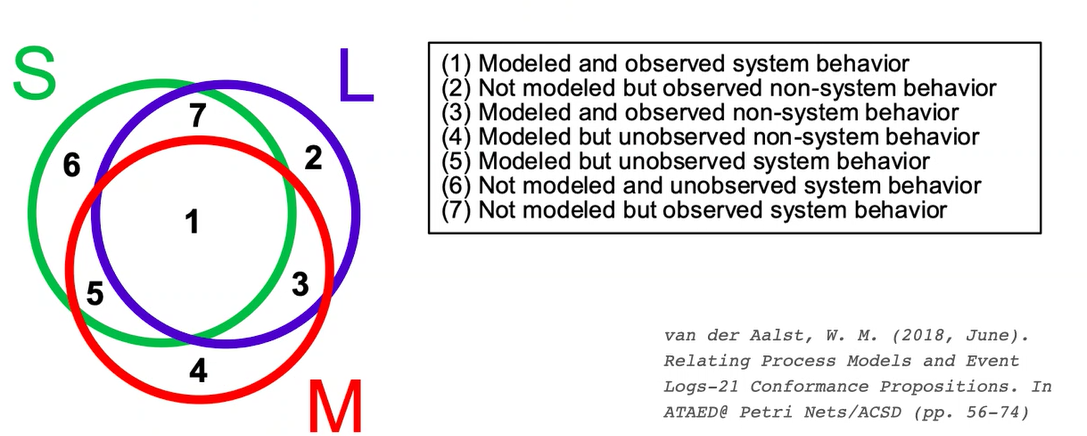 S
L
7
6
2
1
5
3
4
M
(1) Modeled and observed system behavior
(2) Not modeled but observed non-system behavior
(3) Modeled and observed non-system behavior
(4) Modeled but unobserved non-system behavior
(5) Modeled but unobserved system behavior
(6) Not modeled and unobserved system behavior
(7) Not modeled but observed system behavior
van der Aalst, W. M. (2018, June).
Relating Process Models and Event
Logs-21 Conformance Propositions. In
ATAED@ Petri Nets/ACSD (pp. 56-74)